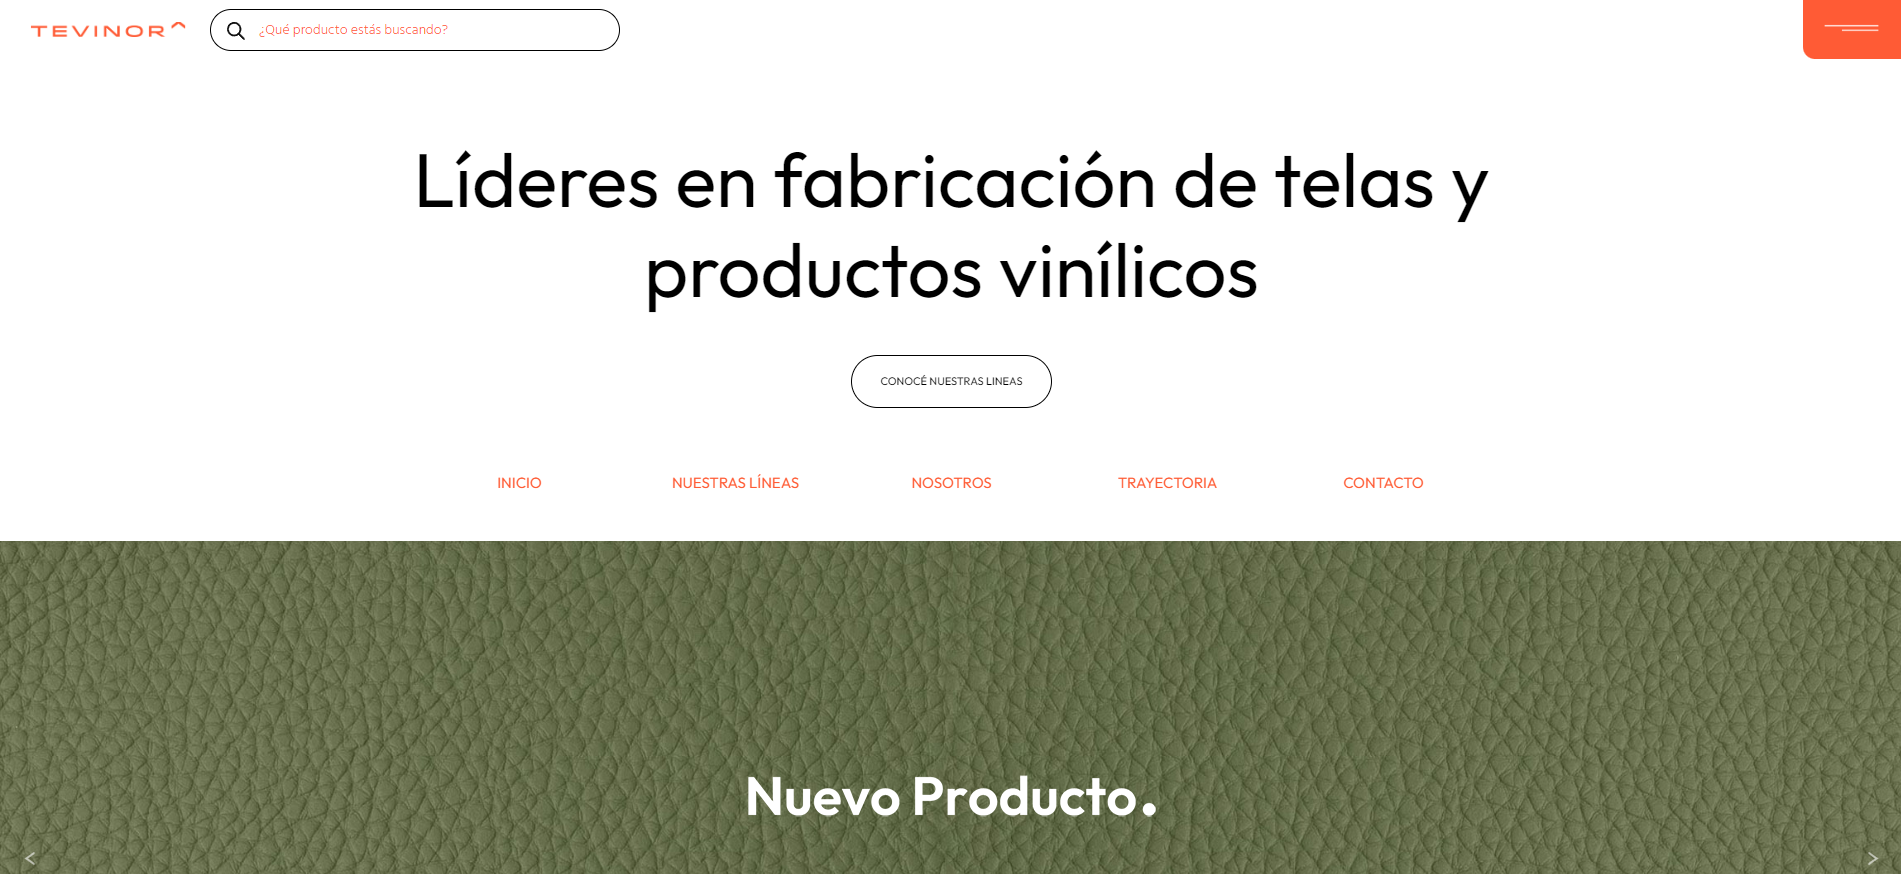 TEVINOR
¿Qué producto estás buscando?
Líderes en fabricación de telas y
productos vinílicos
CONOCÉ NUESTRAS LINEAS
INICIO
NUESTRAS LÍNEAS
NOSOTROS
TRAYECTORIA
CONTACTO
Nuevo Producto.